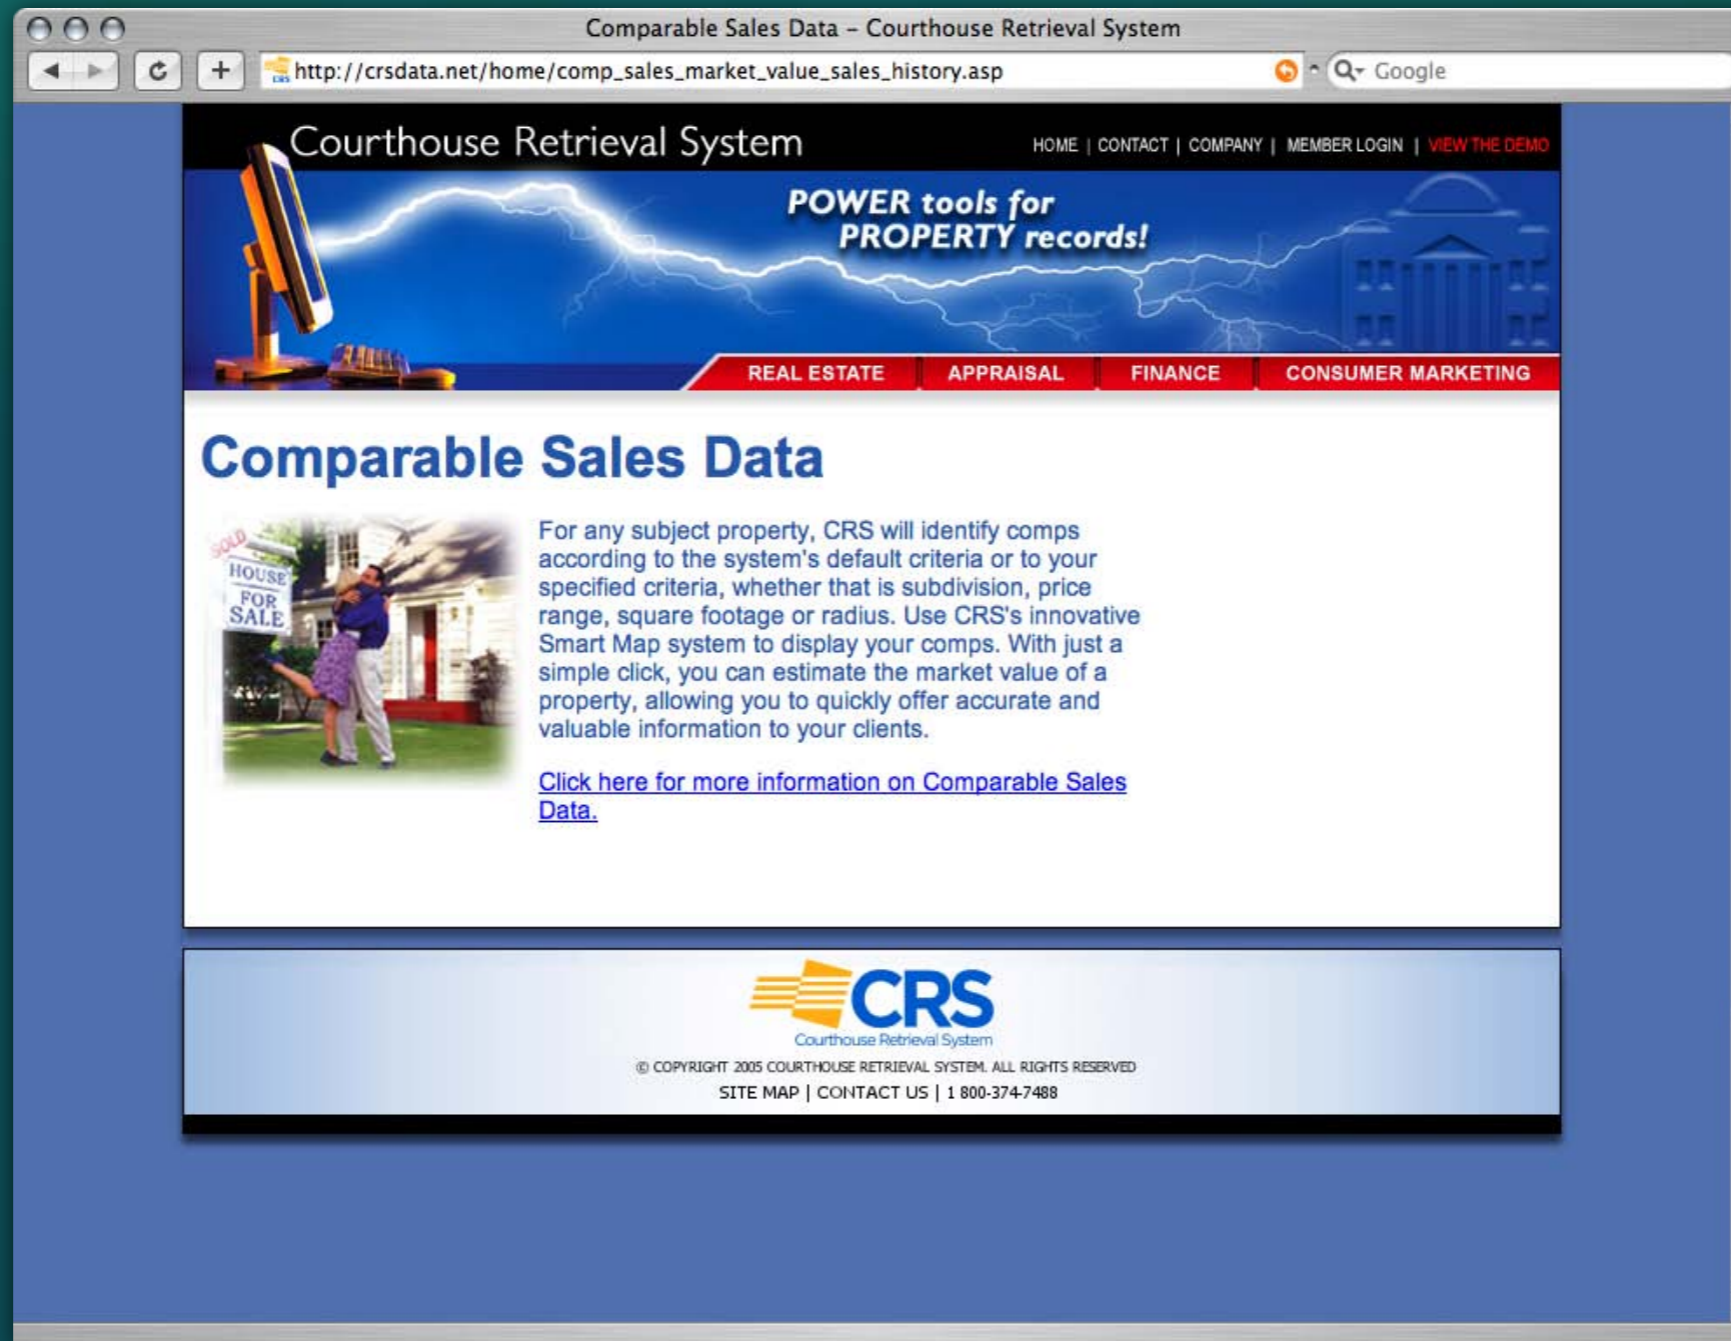 Comparable Sales Data – Courthouse Retrieval System
http://crsdata.net/home/comp_sales_market_value_sales_history.asp
Google
Courthouse Retrieval System
HOME | CONTACT | COMPANY | MEMBER LOGIN | VIEW THE DEMO
POWER tools for
PROPERTY records!
REAL ESTATE
APPRAISAL
FINANCE
CONSUMER MARKETING
Comparable Sales Data
SOLD
HOUSE
FOR
SALE
For any subject property, CRS will identify comps
according to the system's default criteria or to your
specified criteria, whether that is subdivision, price
range, square footage or radius. Use CRS's innovative
Smart Map system to display your comps. With just a
simple click, you can estimate the market value of a
property, allowing you to quickly offer accurate and
valuable information to your clients.
Click here for more information on Comparable Sales
Data.
CRS
Courthouse Retrieval System
© COPYRIGHT 2005 COURTHOUSE RETRIEVAL SYSTEM. ALL RIGHTS RESERVED
SITE MAP | CONTACT US | 1 800-374-7488